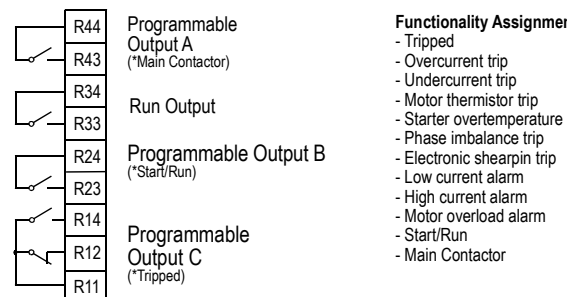 R44
R43
R34
R33
R24
R23
R14
R12
R11
Programmable
Output A
(*Main Contactor)
Run Output
Programmable Output B
(*Start/Run)
Programmable
Output C
(*Tripped)
Functionality Assignmen
- Tripped
- Overcurrent trip
- Undercurrent trip
- Motor thermistor trip
- Starter overtemperature
- Phase imbalance trip
- Electronic shearpin trip
- Low current alarm
- High current alarm
- Motor overload alarm
- Start/Run
- Main Contactor